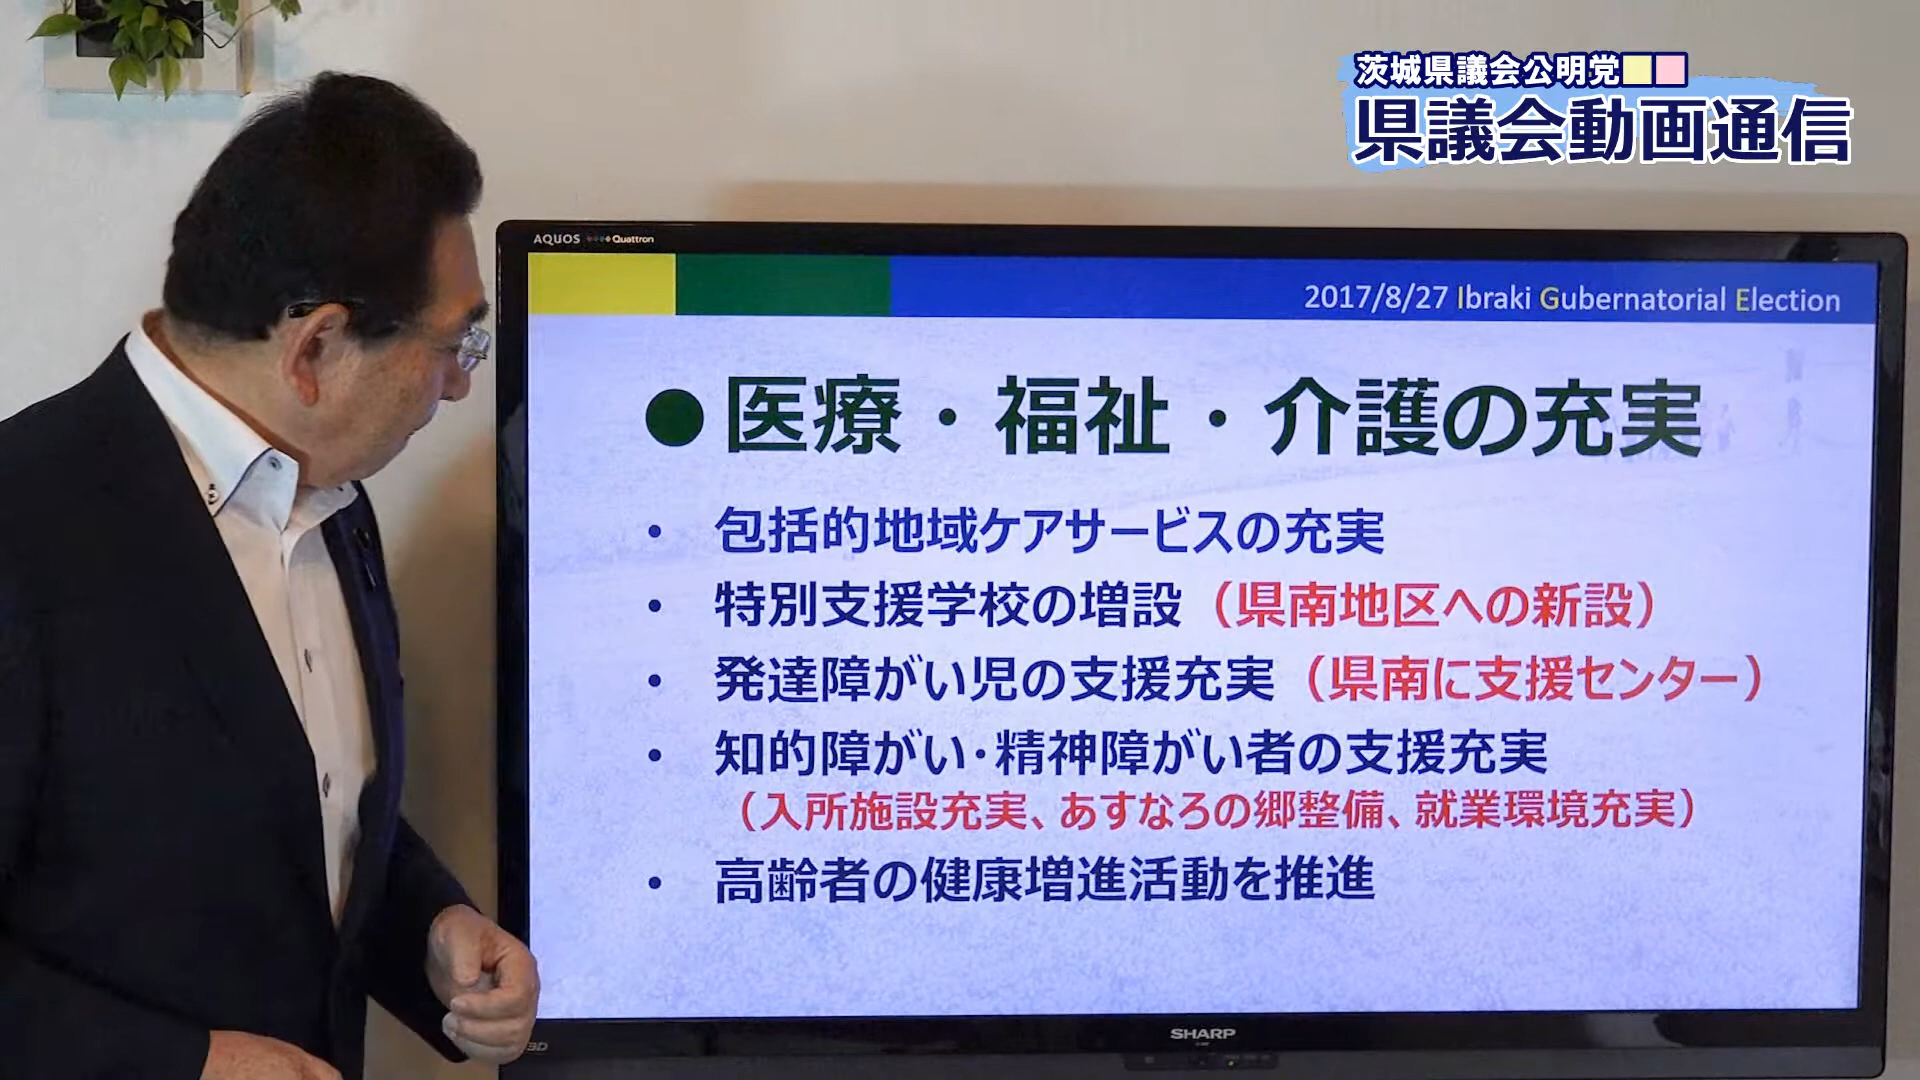 茨城県議会公明党
県議会動画通信
AQUOS Quattron
2017/8/27 Ibraki Gubernatorial Election
●医療・福祉・介護の充実
・ 包括的地域ケアサービスの充実
・ 特別支援学校の増設（県南地区への新設）
・ 発達障がい児の支援充実（県南に支援センター）
・ 知的障がい・精神障がい者の支援充実
（入所施設充実、あすなろの郷整備、就業環境充実）
・ 高齢者の健康増進活動を推進
SHARP
3D